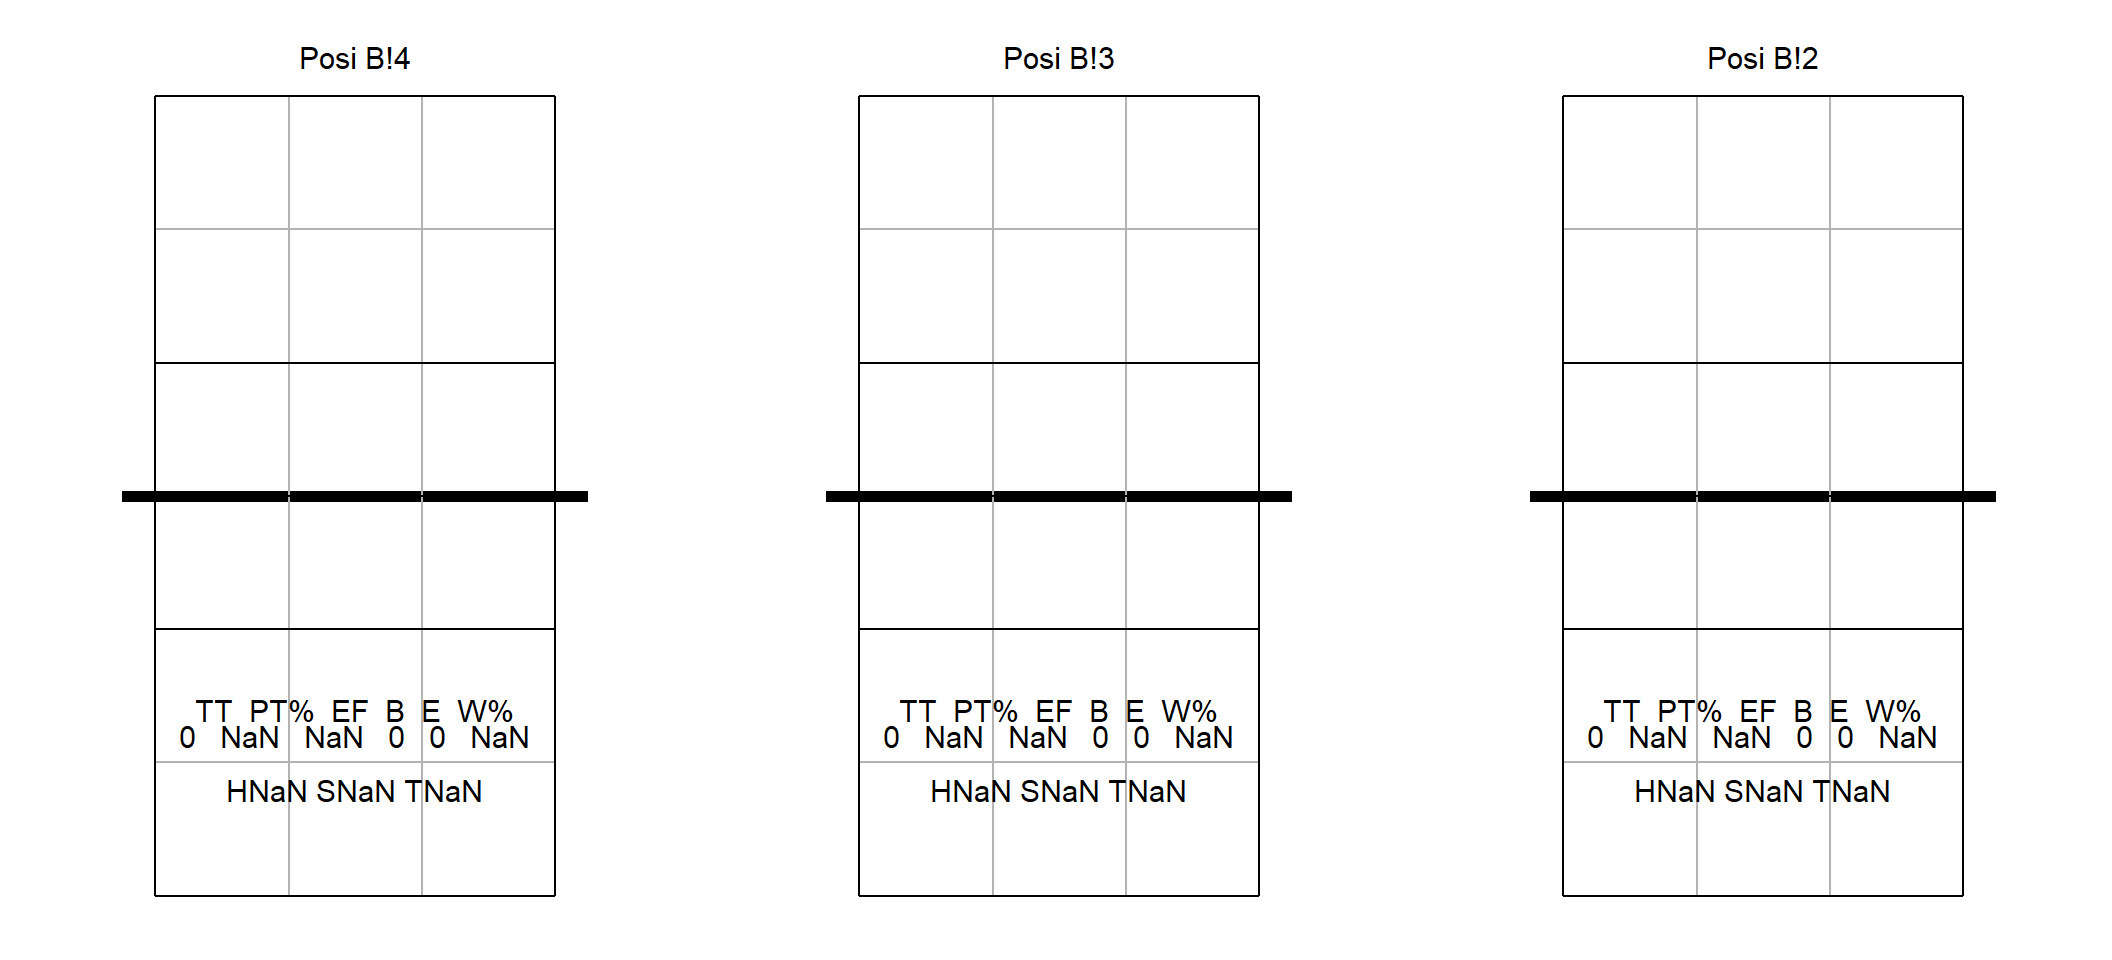 Posi B!4
TT PT% EF B E W%
0 NaN NaN 0 0 NaN
HNaN SNaN TNaN
Posi B!3
TT PT% EF B E W%
0 NaN NaN 0 0 NaN
HNaN SNaN TNaN
Posi B!2
TT PT% EF B E W%
0 NaN NaN 0 0 NaN
HNaN SNaN TNaN